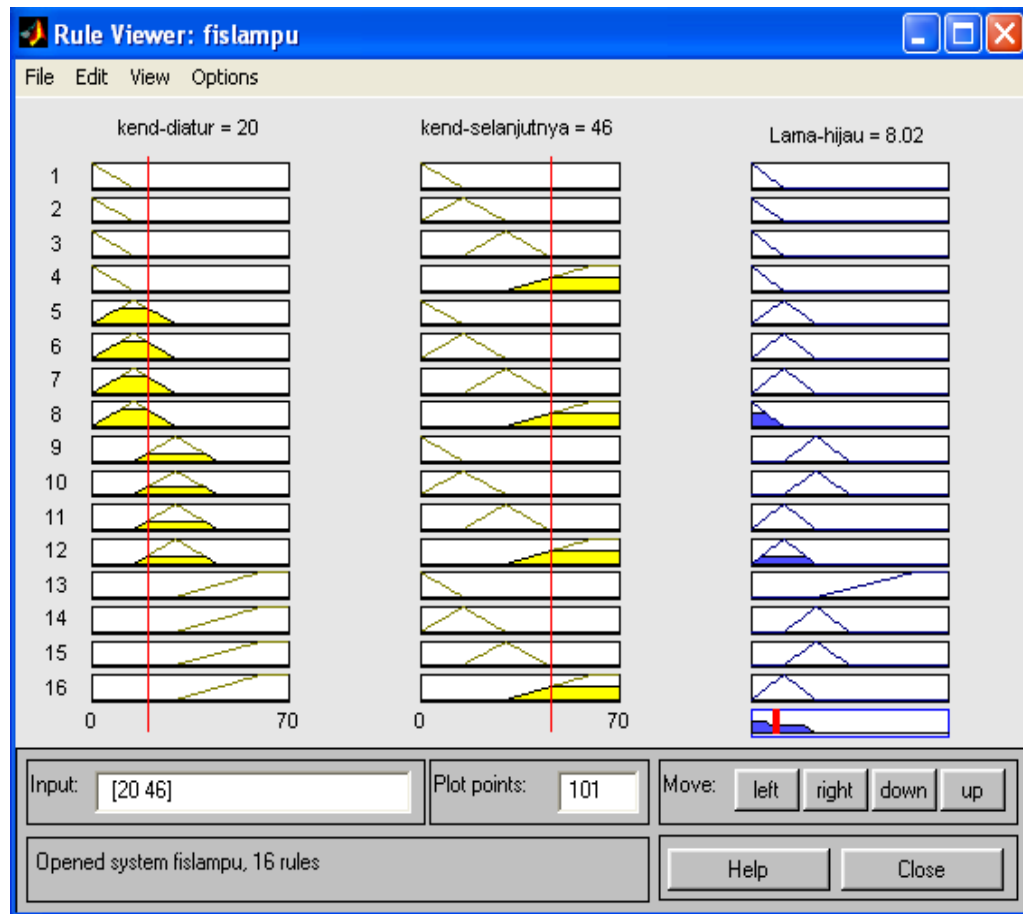 Rule Viewer: fislampu
File Edit View Options
kend-diatur = 20 kend-selanjutnya = 46 Lama-hijau = 8.02
1
2
3
4
5
6
7
8
9
10
11
12
13
14
15
16
0 70 0 70
Input: [20 46] Plot points: 101 Move: left right down up
Opened system fislampu, 16 rules Help Close